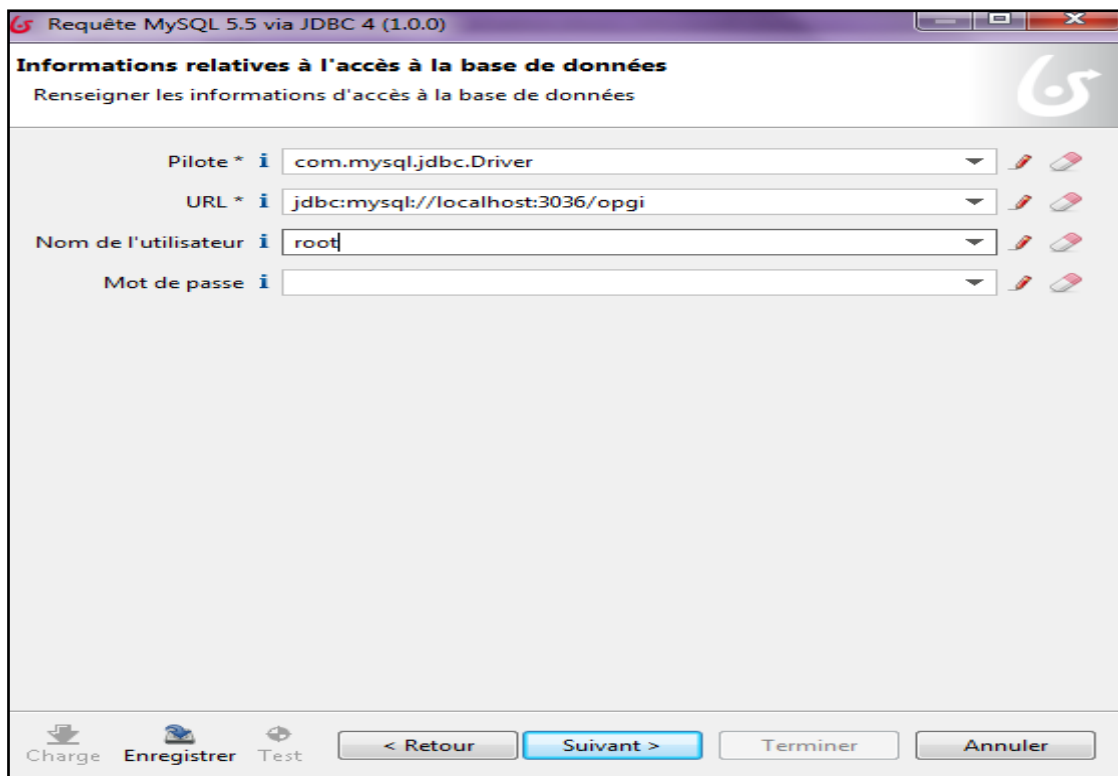 Requête MySQL 5.5 via JDBC 4 (1.0.0)
Informations relatives à l'accès à la base de données
Renseigner les informations d'accès à la base de données
Pilote * i com.mysql.jdbc.Driver
URL * i jdbc:mysql://localhost:3036/opgi
Nom de l'utilisateur i root
Mot de passe i
Charge Enregistrer Test < Retour Suivant > Terminer Annuler